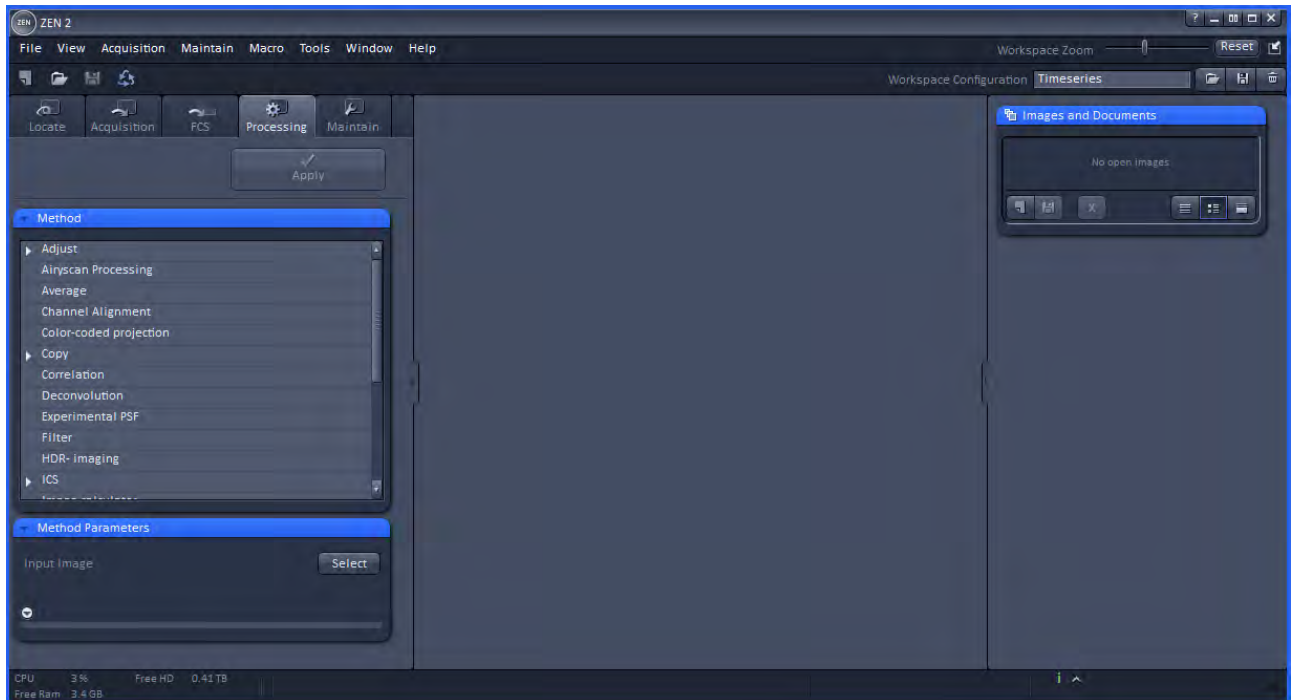 ZEN ZEN 2 ?
File View Acquisition Maintain Macro Tools Window Help Workspace Zoom Reset
Workspace Configuration Timeseries
Locate Acquisition FCS Processing Maintain
Images and Documents
No open images
Apply
x
Method
Adjust
Airyscan Processing
Average
Channel Alignment
Color-coded projection
Copy
Correlation
Deconvolution
Experimental PSF
Filter
HDR- imaging
ICS
Method Parameters
Input Image Select
CPU 3 % Free HD 0.41 TB i
Free Ram 3.4 GB